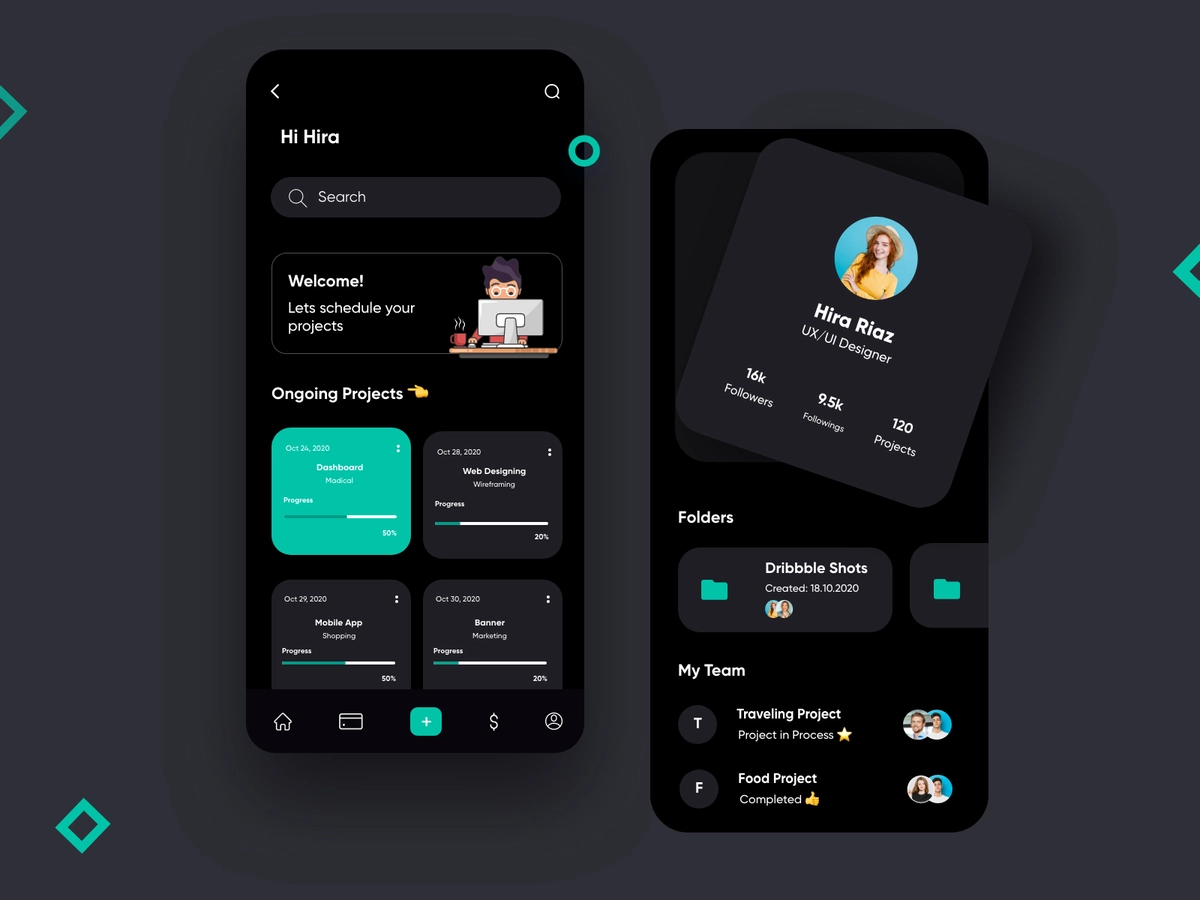 Hi Hira
Search
Welcome!
Lets schedule your
projects
Ongoing Projects 👈
Oct 24, 2020
Dashboard
Madical
Progress
50%
Oct 28, 2020
Web Designing
Wireframing
Progress
20%
Oct 29, 2020
Mobile App
Shopping
Progress
50%
Oct 30, 2020
Banner
Marketing
Progress
20%
+
$
Hira Riaz
UX/UI Designer
16k
Followers
9.5k
Followings
120
Projects
Folders
Dribbble Shots
Created: 18.10.2020
My Team
T
Traveling Project
Project in Process ⭐
F
Food Project
Completed 👍